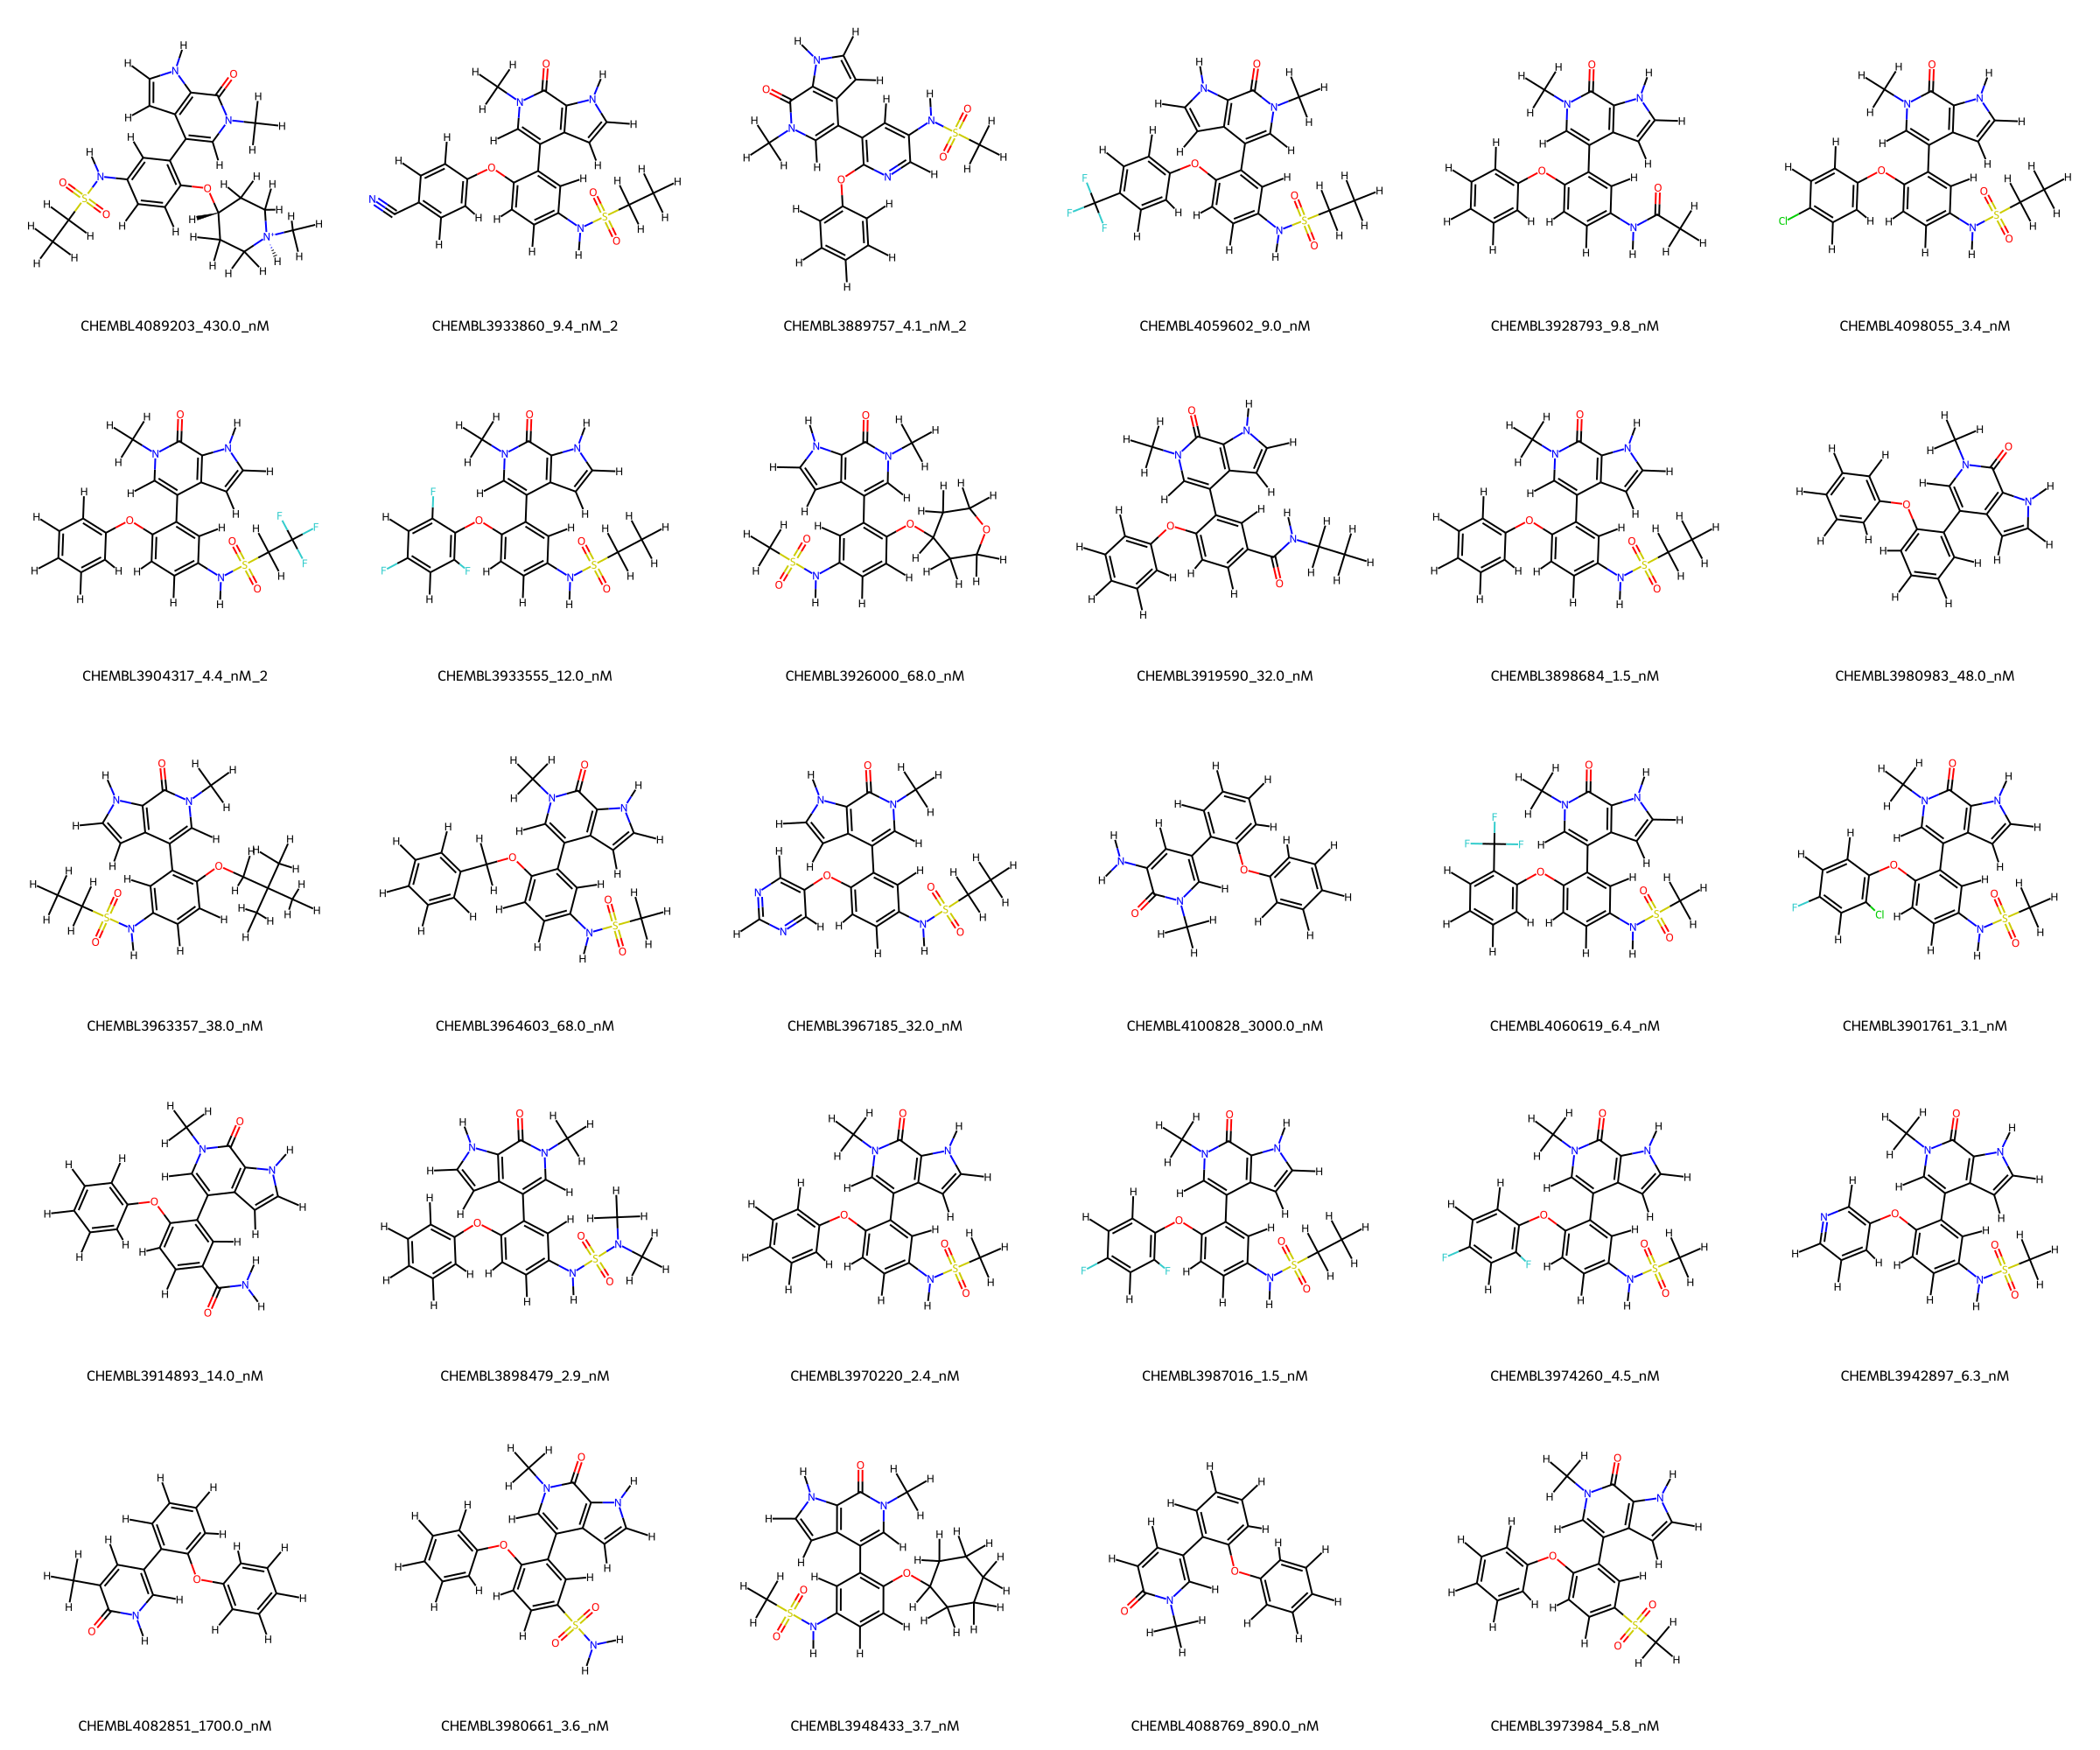 CHEMBL4089203_430.0_nM
CHEMBL3933860_9.4_nM_2
CHEMBL3889757_4.1_nM_2
CHEMBL4059602_9.0_nM
CHEMBL3928793_9.8_nM
CHEMBL4098055_3.4_nM
CHEMBL3904317_4.4_nM_2
CHEMBL3933555_12.0_nM
CHEMBL3926000_68.0_nM
CHEMBL3919590_32.0_nM
CHEMBL3898684_1.5_nM
CHEMBL3980983_48.0_nM
CHEMBL3963357_38.0_nM
CHEMBL3964603_68.0_nM
CHEMBL3967185_32.0_nM
CHEMBL4100828_3000.0_nM
CHEMBL4060619_6.4_nM
CHEMBL3901761_3.1_nM
CHEMBL3914893_14.0_nM
CHEMBL3898479_2.9_nM
CHEMBL3970220_2.4_nM
CHEMBL3987016_1.5_nM
CHEMBL3974260_4.5_nM
CHEMBL3942897_6.3_nM
CHEMBL4082851_1700.0_nM
CHEMBL3980661_3.6_nM
CHEMBL3948433_3.7_nM
CHEMBL4088769_890.0_nM
CHEMBL3973984_5.8_nM